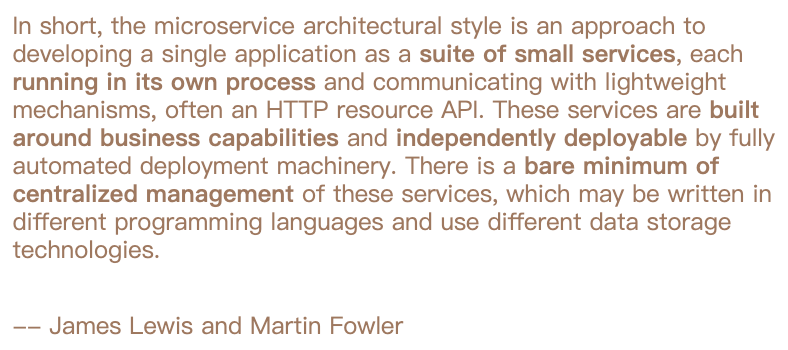 In short, the microservice architectural style is an approach to
developing a single application as a suite of small services, each
running in its own process and communicating with lightweight
mechanisms, often an HTTP resource API. These services are built
around business capabilities and independently deployable by fully
automated deployment machinery. There is a bare minimum of
centralized management of these services, which may be written in
different programming languages and use different data storage
technologies.
-- James Lewis and Martin Fowler